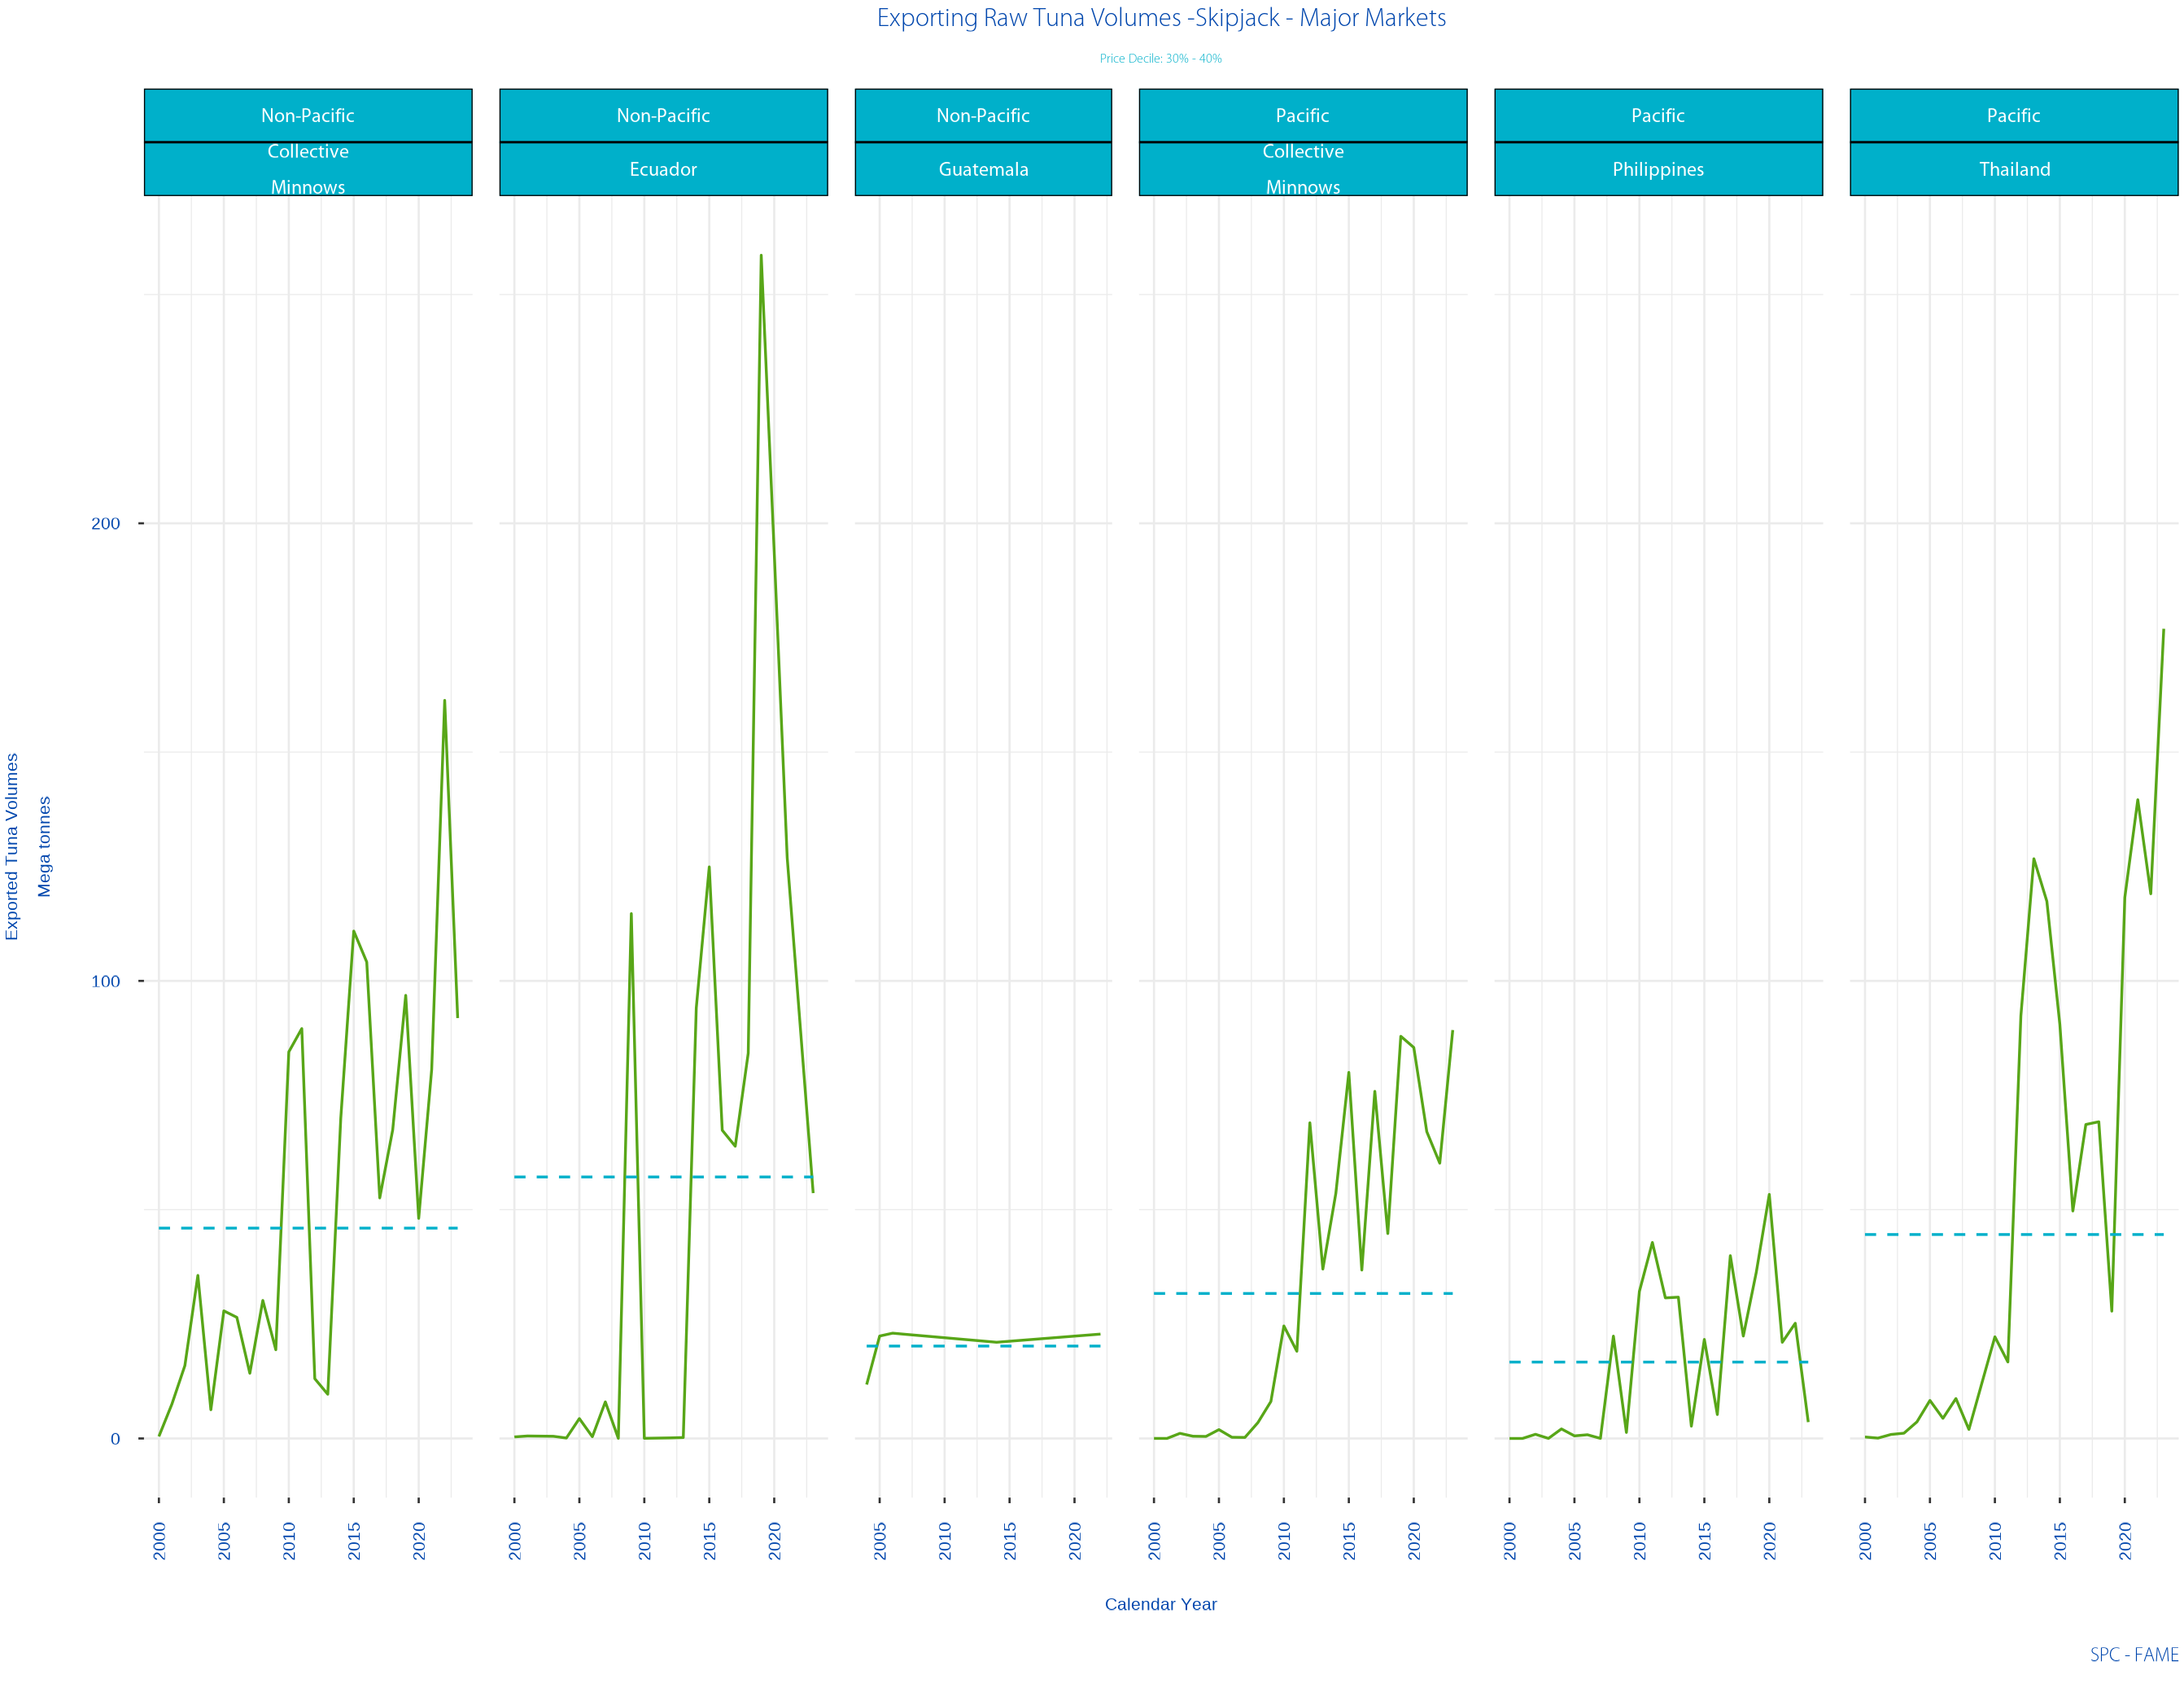 Exporting Raw Tuna Volumes -Skipjack - Major Markets
Price Decile: 30% - 40%
Non-Pacific
Non-Pacific
Non-Pacific
Pacific
Pacific
Pacific
Collective
Minnows
Ecuador
Guatemala
Collective
Minnows
Philippines
Thailand
Exported Tuna Volumes
Mega tonnes
200
100
0
2000 2005 2010 2015 2020
2000 2005 2010 2015 2020
2005 2010 2015 2020
2000 2005 2010 2015 2020
2000 2005 2010 2015 2020
2000 2005 2010 2015 2020
Calendar Year
SPC - FAME